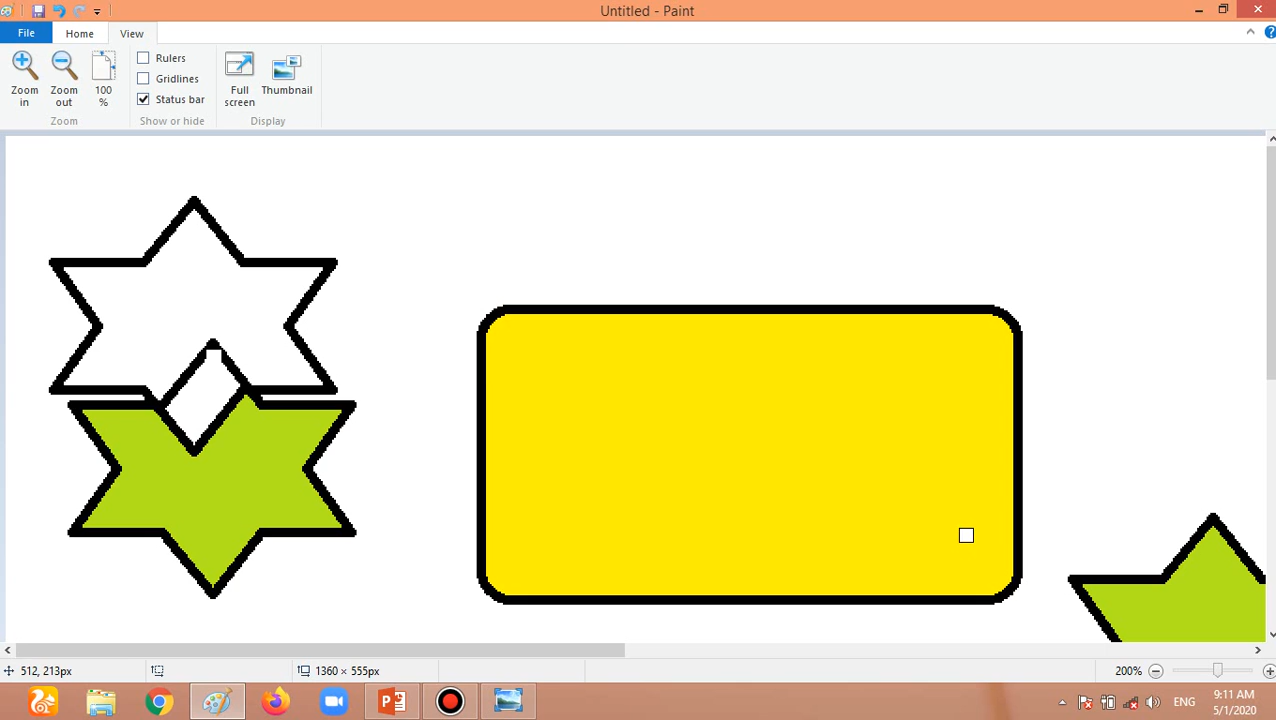 Untitled - Paint
File Home View
Zoom in
Zoom out
100 %
Rulers
Gridlines
Status bar
Full screen
Thumbnail
Zoom
Show or hide
Display
512, 213px
1360 × 555px
200%
ENG
9:11 AM
5/1/2020